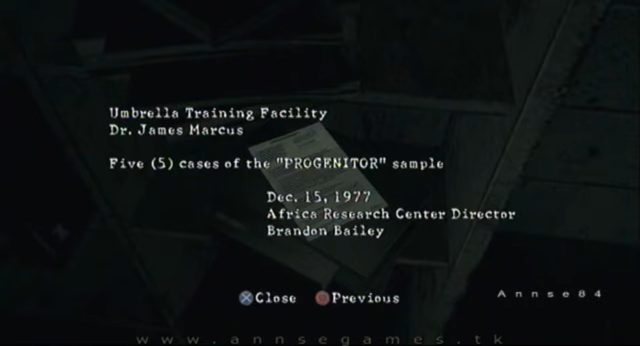 Umbrella Training Facility
Dr. James Marcus
Five (5) cases of the "PROGENITOR" sample
Dec. 15, 1977
Africa Research Center Director
Brandon Bailey
Close Previous
Annse84
www.annsegames.tk